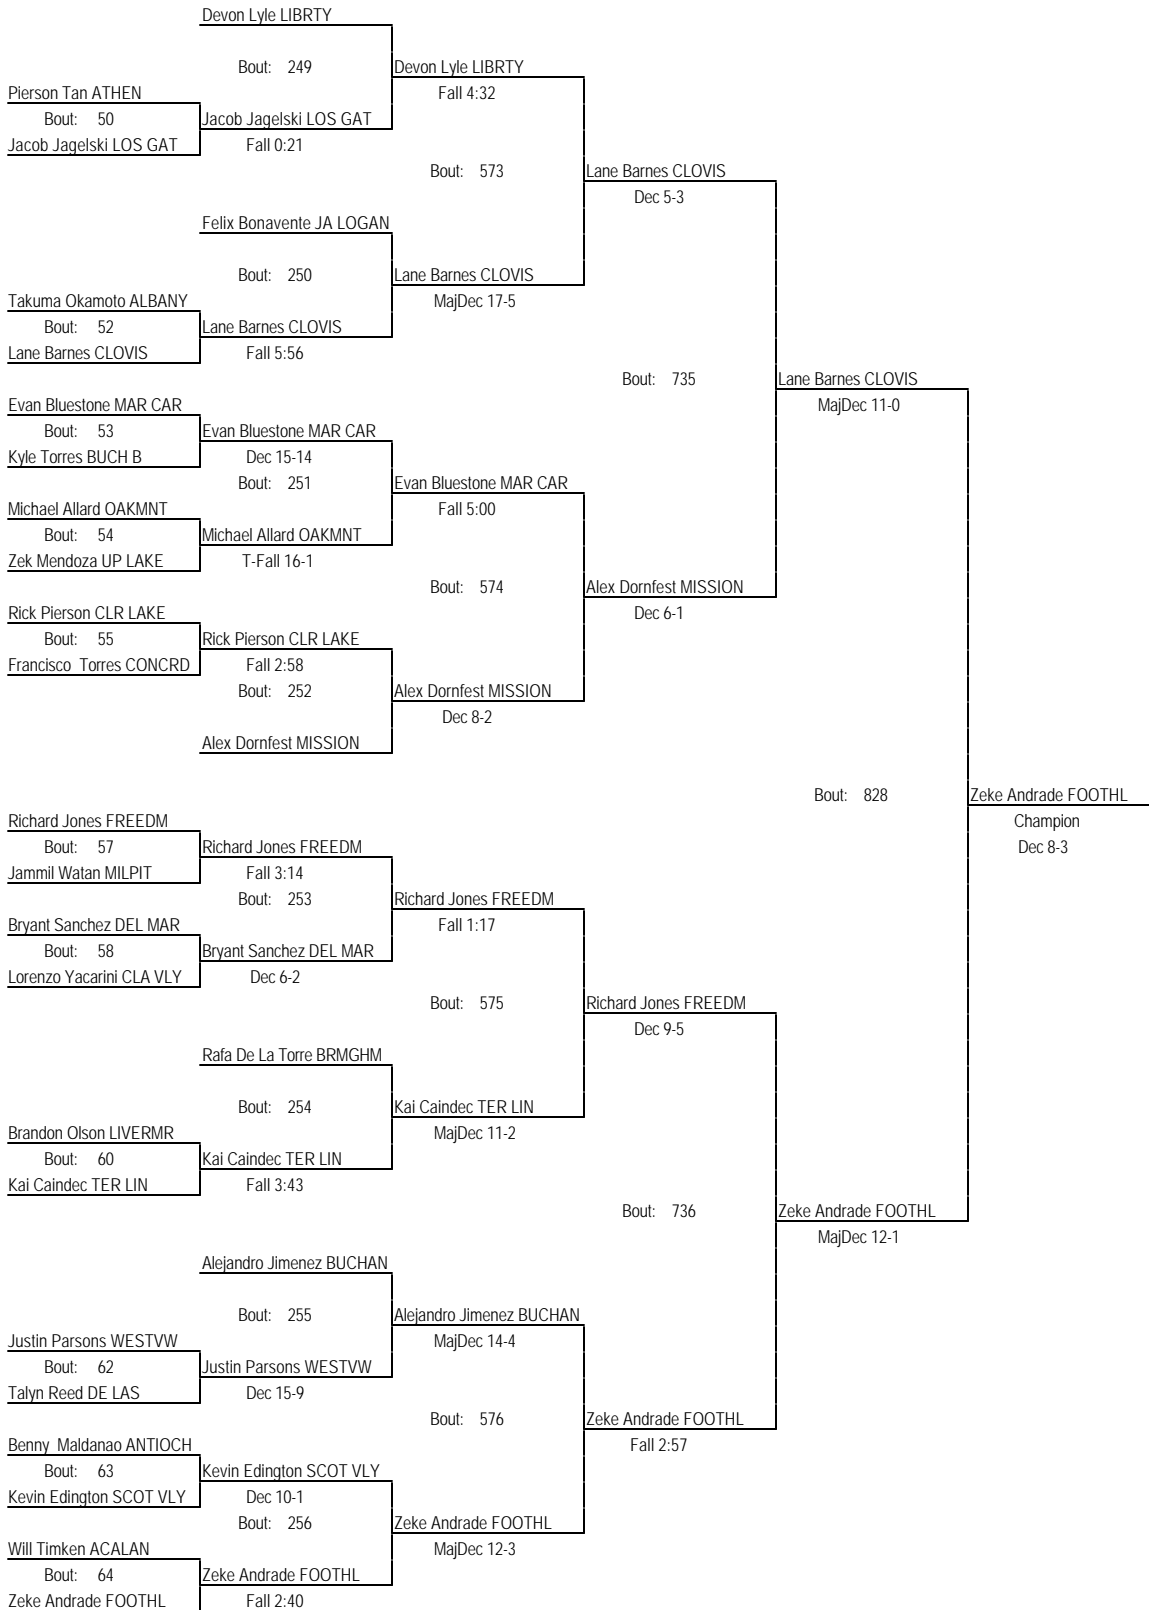 Devon Lyle LIBRTY
Bout: 249
Devon Lyle LIBRTY
Pierson Tan ATHEN
Fall 4:32
Bout: 50
Jacob Jagelski LOS GAT
Jacob Jagelski LOS GAT
Fall 0:21
Bout: 573
Lane Barnes CLOVIS
Dec 5-3
Felix Bonavente JA LOGAN
Bout: 250
Lane Barnes CLOVIS
Takuma Okamoto ALBANY
MajDec 17-5
Bout: 52
Lane Barnes CLOVIS
Lane Barnes CLOVIS
Fall 5:56
Bout: 735
Lane Barnes CLOVIS
Evan Bluestone MAR CAR
MajDec 11-0
Bout: 53
Evan Bluestone MAR CAR
Kyle Torres BUCH B
Dec 15-14
Bout: 251
Evan Bluestone MAR CAR
Michael Allard OAKMNT
Fall 5:00
Bout: 54
Michael Allard OAKMNT
Zek Mendoza UP LAKE
T-Fall 16-1
Bout: 574
Alex Dornfest MISSION
Rick Pierson CLR LAKE
Dec 6-1
Bout: 55
Rick Pierson CLR LAKE
Francisco Torres CONCRD
Fall 2:58
Bout: 252
Alex Dornfest MISSION
Dec 8-2
Alex Dornfest MISSION
Bout: 828
Zeke Andrade FOOTHL
Richard Jones FREEDM
Champion
Bout: 57
Richard Jones FREEDM
Dec 8-3
Jammil Watan MILPIT
Fall 3:14
Bout: 253
Richard Jones FREEDM
Bryant Sanchez DEL MAR
Fall 1:17
Bout: 58
Bryant Sanchez DEL MAR
Lorenzo Yacarini CLA VLY
Dec 6-2
Bout: 575
Richard Jones FREEDM
Dec 9-5
Rafa De La Torre BRMGHM
Bout: 254
Kai Caindec TER LIN
Brandon Olson LIVERMR
MajDec 11-2
Bout: 60
Kai Caindec TER LIN
Kai Caindec TER LIN
Fall 3:43
Bout: 736
Zeke Andrade FOOTHL
MajDec 12-1
Alejandro Jimenez BUCHAN
Bout: 255
Alejandro Jimenez BUCHAN
Justin Parsons WESTVW
MajDec 14-4
Bout: 62
Justin Parsons WESTVW
Talyn Reed DE LAS
Dec 15-9
Bout: 576
Zeke Andrade FOOTHL
Benny Maldanao ANTIOCH
Fall 2:57
Bout: 63
Kevin Edington SCOT VLY
Kevin Edington SCOT VLY
Dec 10-1
Bout: 256
Zeke Andrade FOOTHL
Will Timken ACALAN
MajDec 12-3
Bout: 64
Zeke Andrade FOOTHL
Zeke Andrade FOOTHL
Fall 2:40